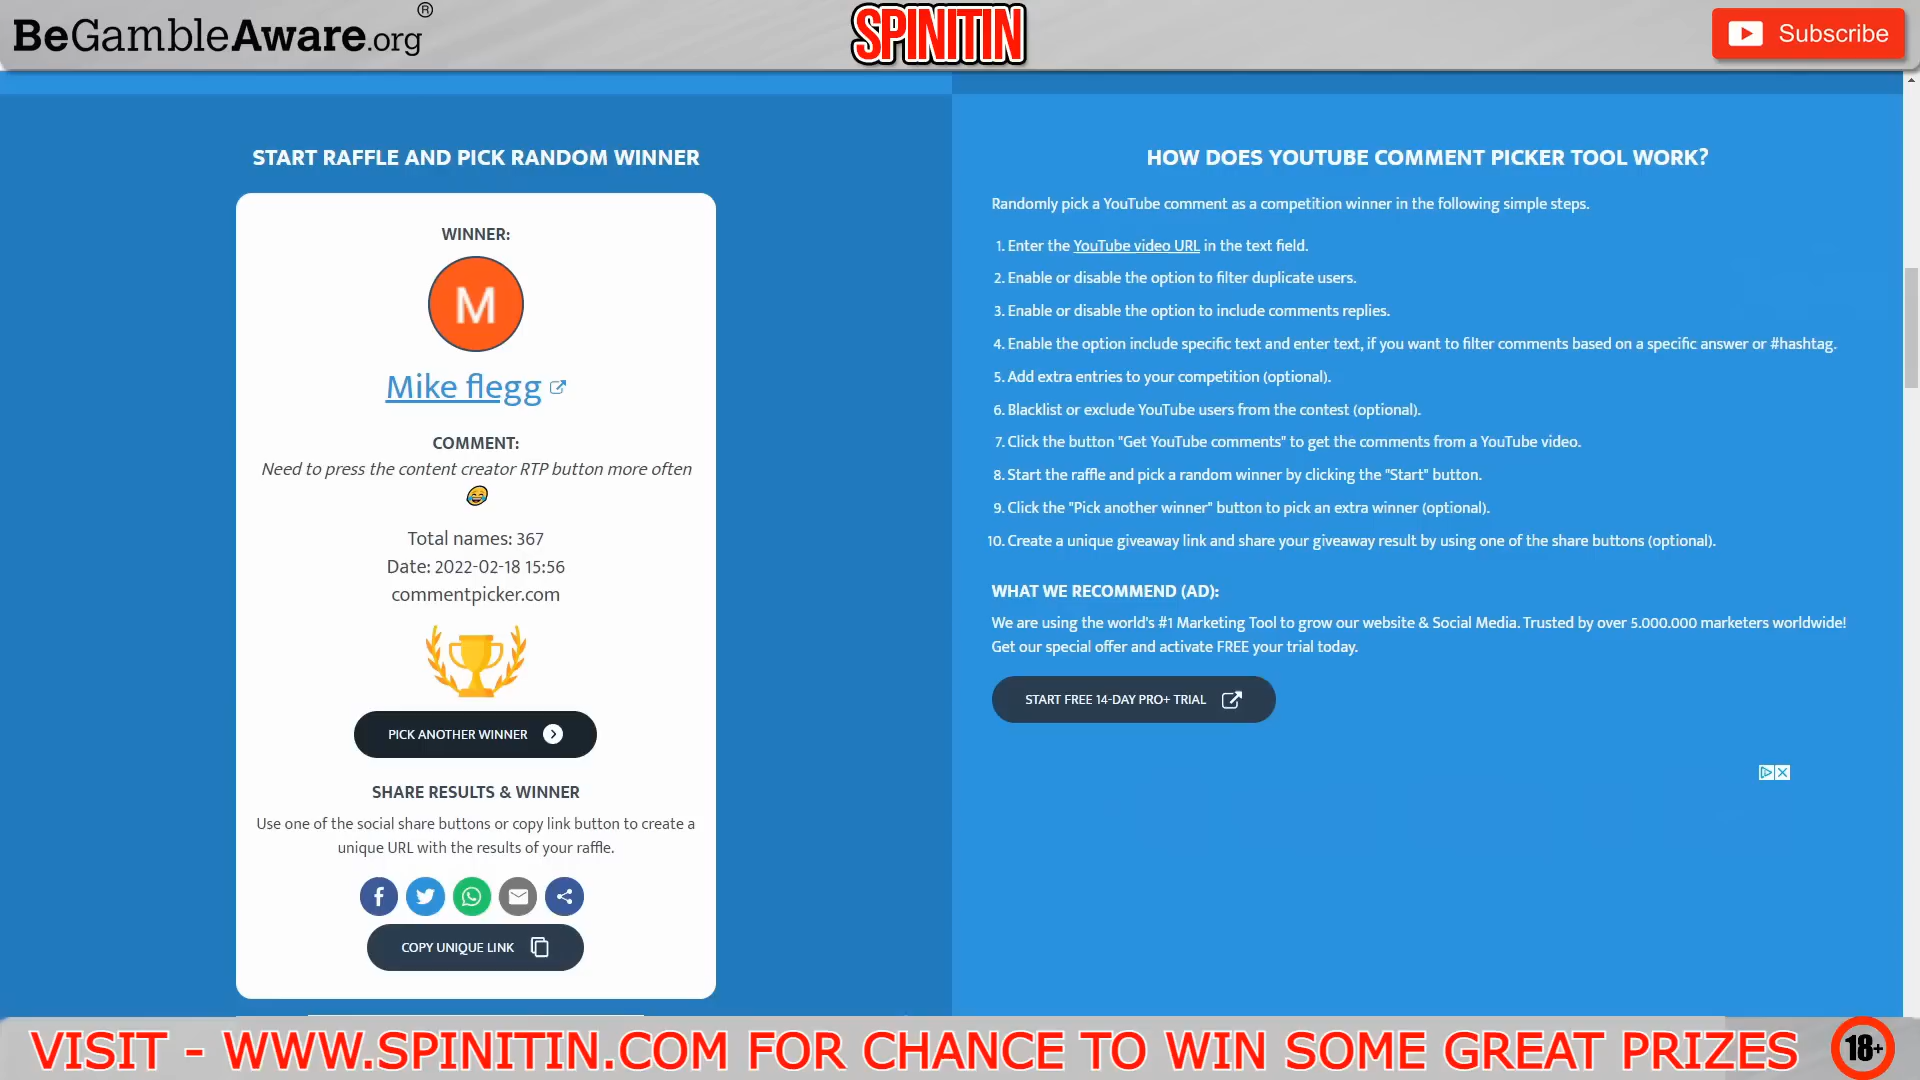 BeGambleAware.org®
SPINITIN
Subscribe
START RAFFLE AND PICK RANDOM WINNER
WINNER:
M
Mike flegg
COMMENT:
Need to press the content creator RTP button more often
😂
Total names: 367
Date: 2022-02-18 15:56
commentpicker.com
PICK ANOTHER WINNER
SHARE RESULTS & WINNER
Use one of the social share buttons or copy link button to create a
unique URL with the results of your raffle.
COPY UNIQUE LINK
HOW DOES YOUTUBE COMMENT PICKER TOOL WORK?
Randomly pick a YouTube comment as a competition winner in the following simple steps.
1. Enter the YouTube video URL in the text field.
2. Enable or disable the option to filter duplicate users.
3. Enable or disable the option to include comments replies.
4. Enable the option include specific text and enter text, if you want to filter comments based on a specific answer or #hashtag.
5. Add extra entries to your competition (optional).
6. Blacklist or exclude YouTube users from the contest (optional).
7. Click the button "Get YouTube comments" to get the comments from a YouTube video.
8. Start the raffle and pick a random winner by clicking the "Start" button.
9. Click the "Pick another winner" button to pick an extra winner (optional).
10. Create a unique giveaway link and share your giveaway result by using one of the share buttons (optional).
WHAT WE RECOMMEND (AD):
We are using the world's #1 Marketing Tool to grow our website & Social Media. Trusted by over 5.000.000 marketers worldwide!
Get our special offer and activate FREE your trial today.
START FREE 14-DAY PRO+ TRIAL
VISIT - WWW.SPINITIN.COM FOR CHANCE TO WIN SOME GREAT PRIZES
18+